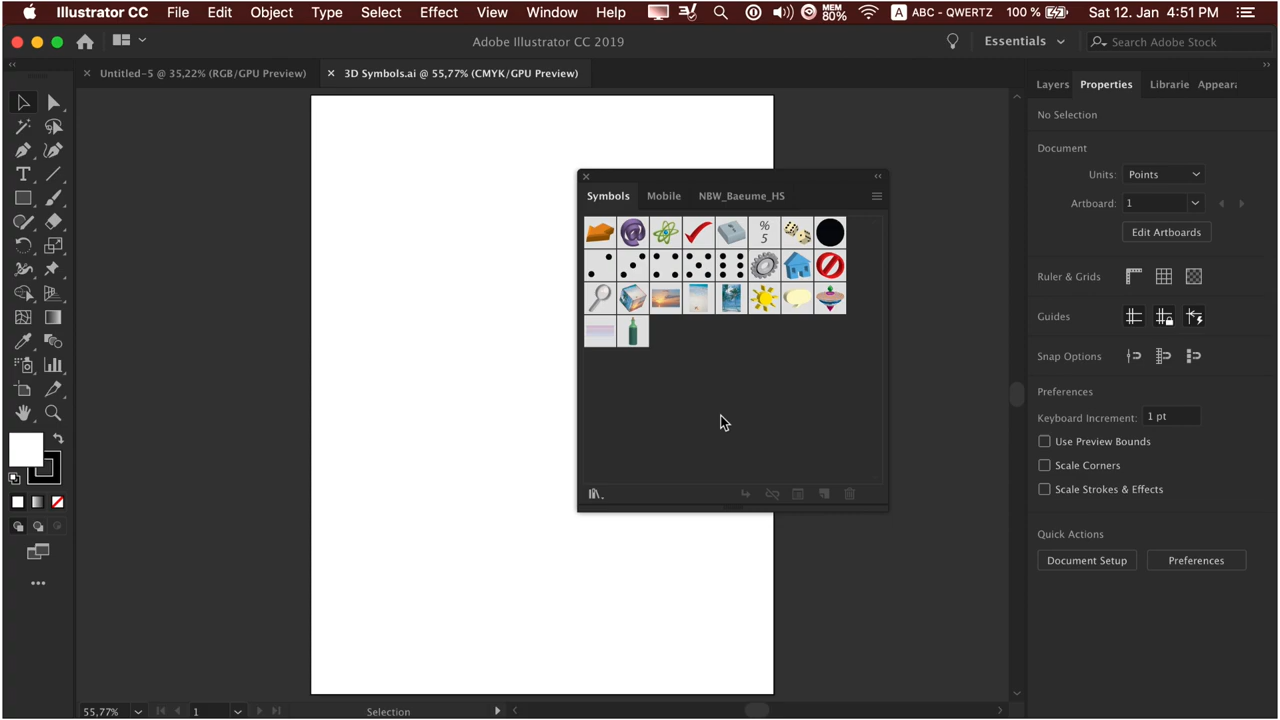 Illustrator CC File Edit Object Type Select Effect View Window Help MEM 80% A ABC - QWERTZ 100 % Sat 12. Jan 4:51 PM
Adobe Illustrator CC 2019
Essentials
Search Adobe Stock
Untitled-5 @ 35,22% (RGB/GPU Preview)
3D Symbols.ai @ 55,77% (CMYK/GPU Preview)
Layers Properties Librarie Appear
No Selection
Document
Units: Points
Artboard: 1
Edit Artboards
Ruler & Grids
Guides
Snap Options
Preferences
Keyboard Increment: 1 pt
Use Preview Bounds
Scale Corners
Scale Strokes & Effects
Quick Actions
Document Setup Preferences
Symbols Mobile NBW_Baeume_HS
@
%
5
T
55,77% 1 Selection